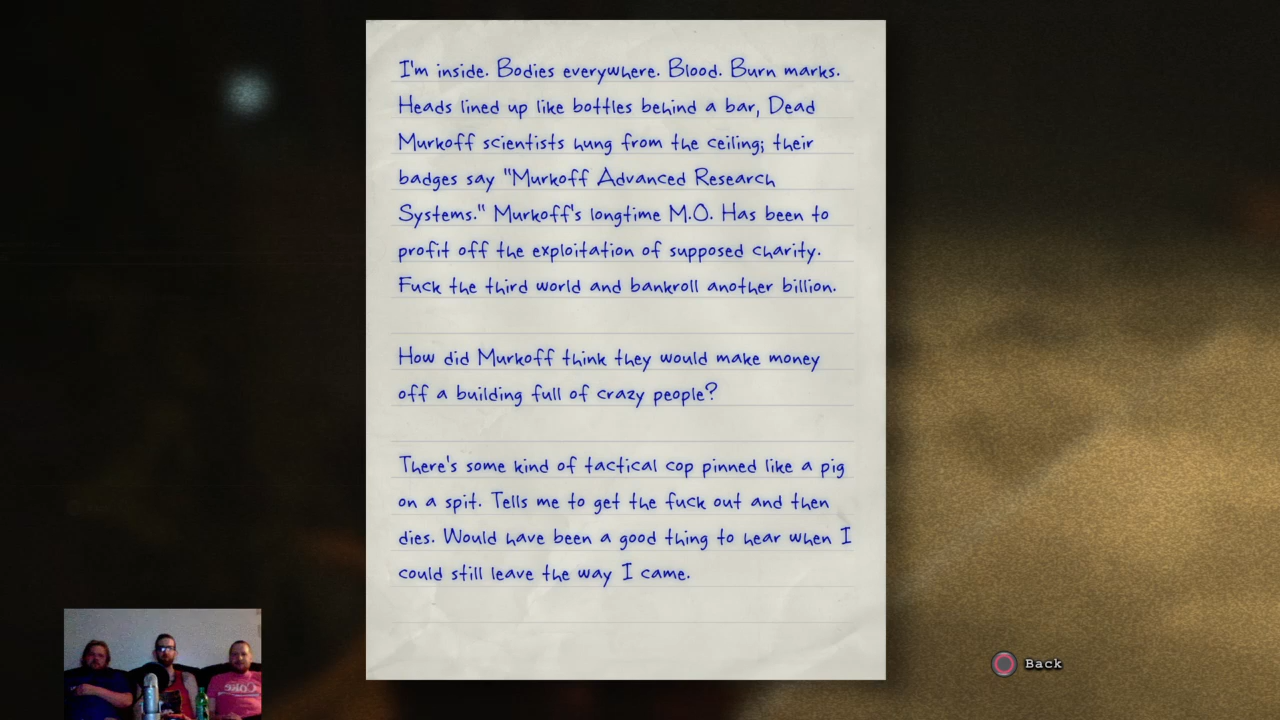 I'm inside. Bodies everywhere. Blood. Burn marks.
Heads lined up like bottles behind a bar, Dead
Murkoff scientists hung from the ceiling; their
badges say "Murkoff Advanced Research
Systems." Murkoff's longtime M.O. Has been to
profit off the exploitation of supposed charity.
Fuck the third world and bankroll another billion.
How did Murkoff think they would make money
off a building full of crazy people?
There's some kind of tactical cop pinned like a pig
on a spit. Tells me to get the fuck out and then
dies. Would have been a good thing to hear when I
could still leave the way I came.
Back
Coke